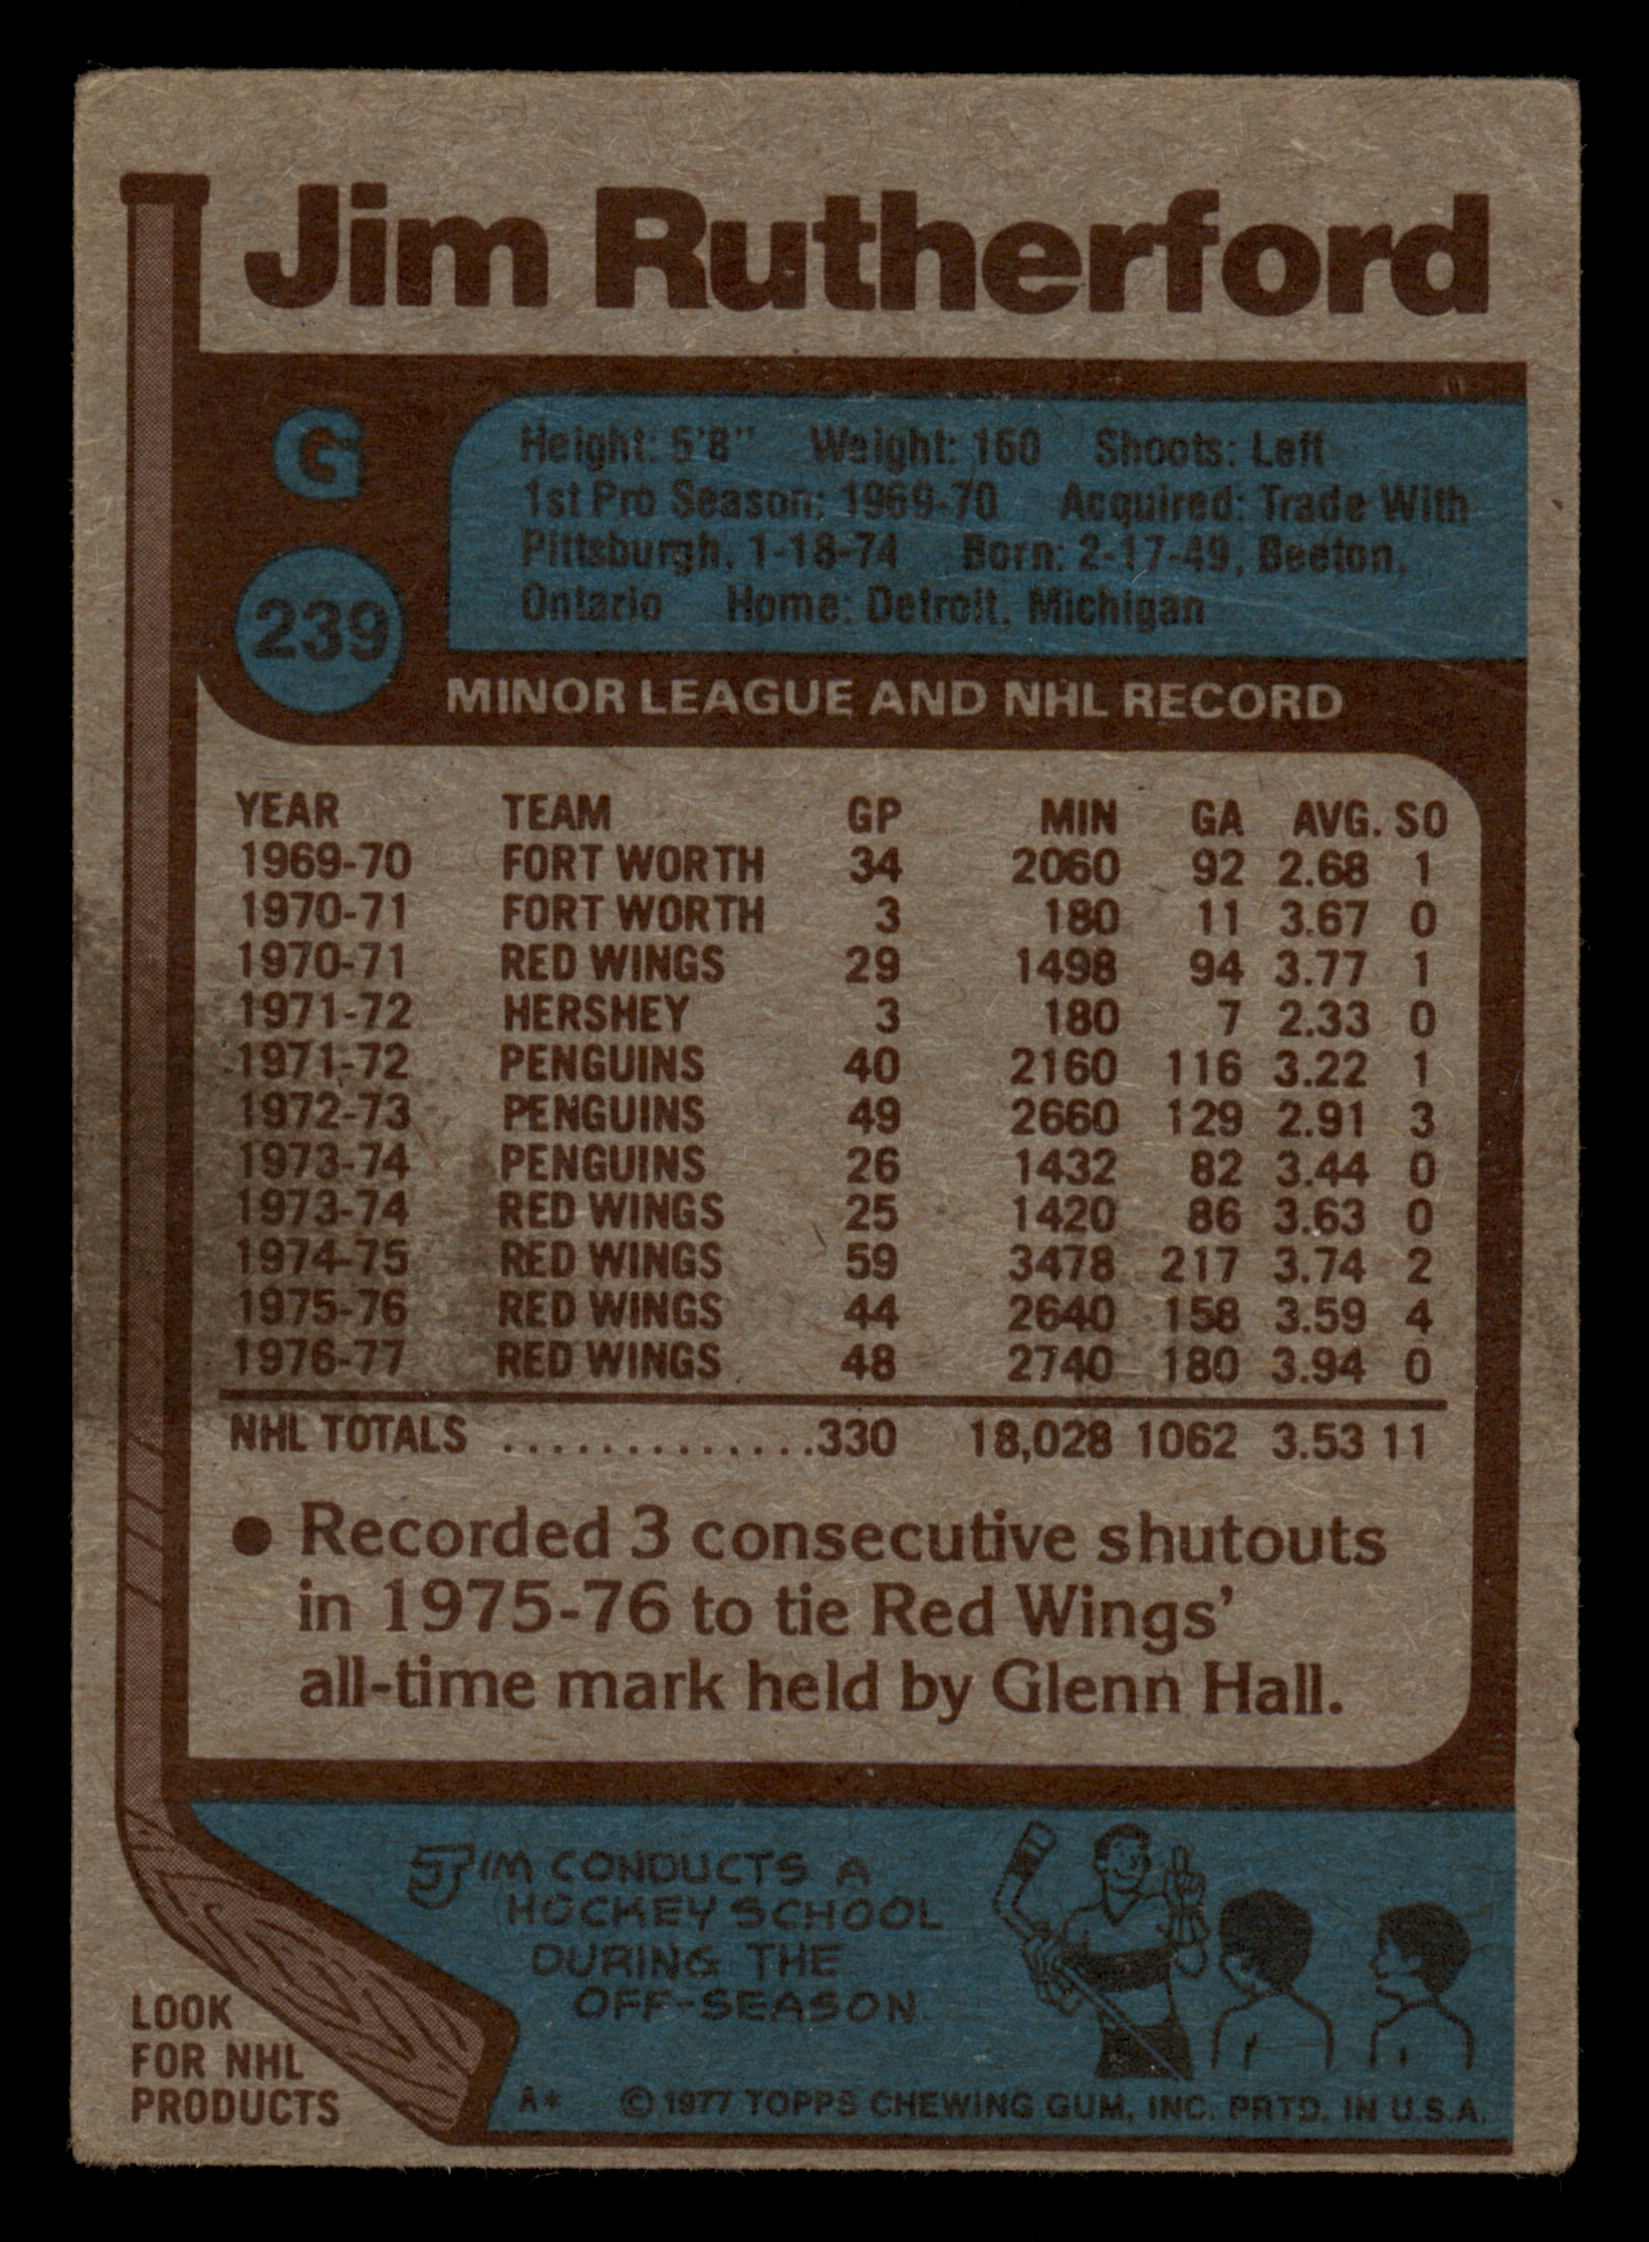 Jim Rutherford
G
239
Height: 5'8" Weight: 160 Shoots: Left
1st Pro Season: 1969-70 Acquired: Trade With
Pittsburgh, 1-18-74 Born: 2-17-49, Beeton,
Ontario Home: Detroit, Michigan
MINOR LEAGUE AND NHL RECORD
YEAR TEAM GP MIN GA AVG. SO
1969-70 FORT WORTH 34 2060 92 2.68 1
1970-71 FORT WORTH 3 180 11 3.67 0
1970-71 RED WINGS 29 1498 94 3.77 1
1971-72 HERSHEY 3 180 7 2.33 0
1971-72 PENGUINS 40 2160 116 3.22 1
1972-73 PENGUINS 49 2660 129 2.91 3
1973-74 PENGUINS 26 1432 82 3.44 0
1973-74 RED WINGS 25 1420 86 3.63 0
1974-75 RED WINGS 59 3478 217 3.74 2
1975-76 RED WINGS 44 2640 158 3.59 4
1976-77 RED WINGS 48 2740 180 3.94 0
NHL TOTALS ..............330 18,028 1062 3.53 11
● Recorded 3 consecutive shutouts
in 1975-76 to tie Red Wings'
all-time mark held by Glenn Hall.
JIM CONDUCTS A
HOCKEY SCHOOL
DURING THE
OFF-SEASON.
LOOK
FOR NHL
PRODUCTS
A* © 1977 TOPPS CHEWING GUM, INC. PRTD. IN U.S.A.